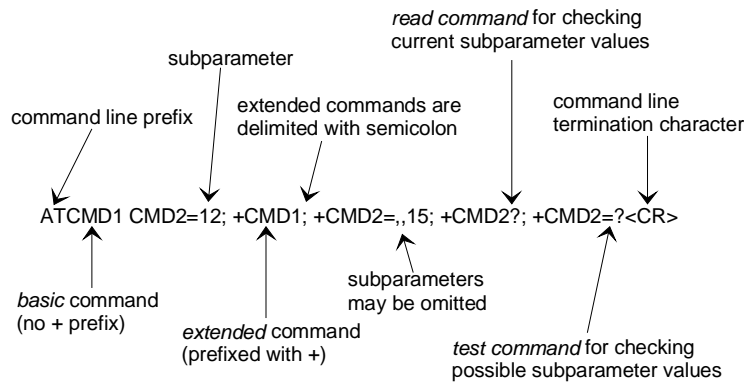 read command for checking
current subparameter values
subparameter
extended commands are
delimited with semicolon
command line
termination character
command line prefix
ATCMD1 CMD2=12; +CMD1; +CMD2=,,15; +CMD2?; +CMD2=?<CR>
basic command
(no + prefix)
extended command
(prefixed with +)
subparameters
may be omitted
test command for checking
possible subparameter values